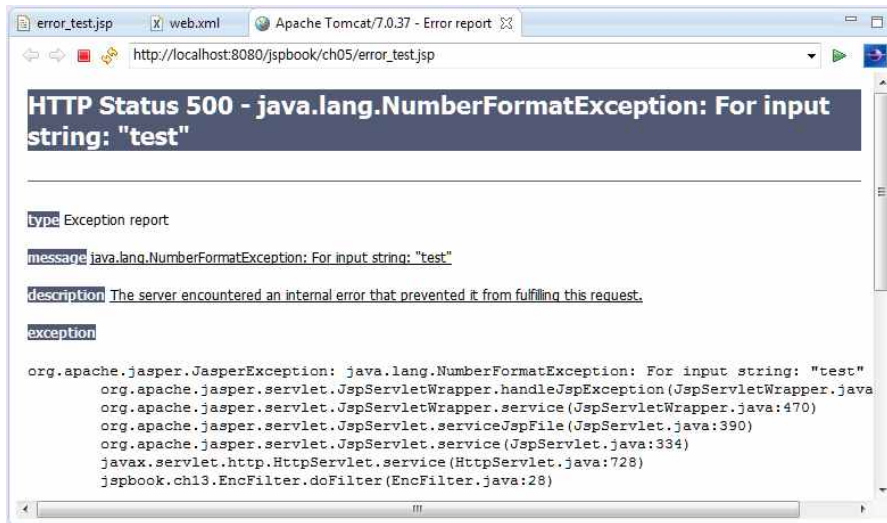 error_test.jsp
web.xml
Apache Tomcat/7.0.37 - Error report
http://localhost:8080/jspbook/ch05/error_test.jsp
HTTP Status 500 - java.lang.NumberFormatException: For input
string: "test"
type Exception report
message java.lang.NumberFormatException: For input string: "test"
description The server encountered an internal error that prevented it from fulfilling this request.
exception
org.apache.jasper.JasperException: java.lang.NumberFormatException: For input string: "test"
org.apache.jasper.servlet.JspServletWrapper.handleJspException(JspServletWrapper.java
org.apache.jasper.servlet.JspServletWrapper.service(JspServletWrapper.java:470)
org.apache.jasper.servlet.JspServlet.serviceJspFile(JspServlet.java:390)
org.apache.jasper.servlet.JspServlet.service(JspServlet.java:334)
javax.servlet.http.HttpServlet.service(HttpServlet.java:728)
jspbook.ch13.EncFilter.doFilter(EncFilter.java:28)